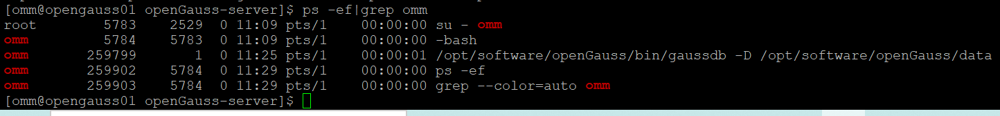 [omm@opengauss01 openGauss-server]$ ps -ef|grep omm
root 5783 2529 0 11:09 pts/1 00:00:00 su - omm
omm 5784 5783 0 11:09 pts/1 00:00:00 -bash
omm 259799 1 0 11:25 pts/1 00:00:01 /opt/software/openGauss/bin/gaussdb -D /opt/software/openGauss/data
omm 259902 5784 0 11:29 pts/1 00:00:00 ps -ef
omm 259903 5784 0 11:29 pts/1 00:00:00 grep --color=auto omm
[omm@opengauss01 openGauss-server]$